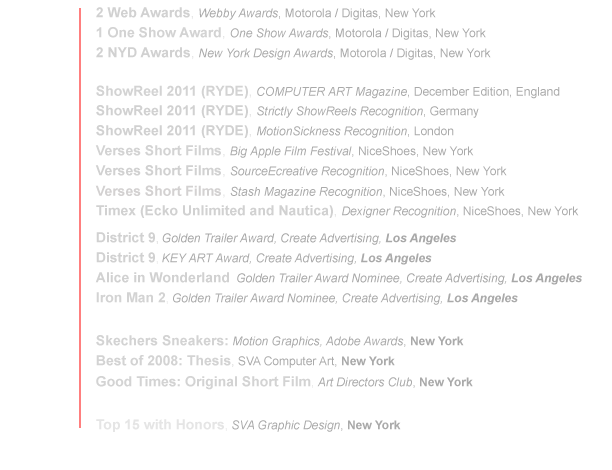 2 Web Awards, Webby Awards, Motorola / Digitas, New York
1 One Show Award, One Show Awards, Motorola / Digitas, New York
2 NYD Awards, New York Design Awards, Motorola / Digitas, New York
ShowReel 2011 (RYDE), COMPUTER ART Magazine, December Edition, England
ShowReel 2011 (RYDE), Strictly ShowReels Recognition, Germany
ShowReel 2011 (RYDE), MotionSickness Recognition, London
Verses Short Films, Big Apple Film Festival, NiceShoes, New York
Verses Short Films, SourceEcreative Recognition, NiceShoes, New York
Verses Short Films, Stash Magazine Recognition, NiceShoes, New York
Timex (Ecko Unlimited and Nautica), Dexigner Recognition, NiceShoes, New York
District 9, Golden Trailer Award, Create Advertising, Los Angeles
District 9, KEY ART Award, Create Advertising, Los Angeles
Alice in Wonderland Golden Trailer Award Nominee, Create Advertising, Los Angeles
Iron Man 2, Golden Trailer Award Nominee, Create Advertising, Los Angeles
Skechers Sneakers: Motion Graphics, Adobe Awards, New York
Best of 2008: Thesis, SVA Computer Art, New York
Good Times: Original Short Film, Art Directors Club, New York
Top 15 with Honors, SVA Graphic Design, New York